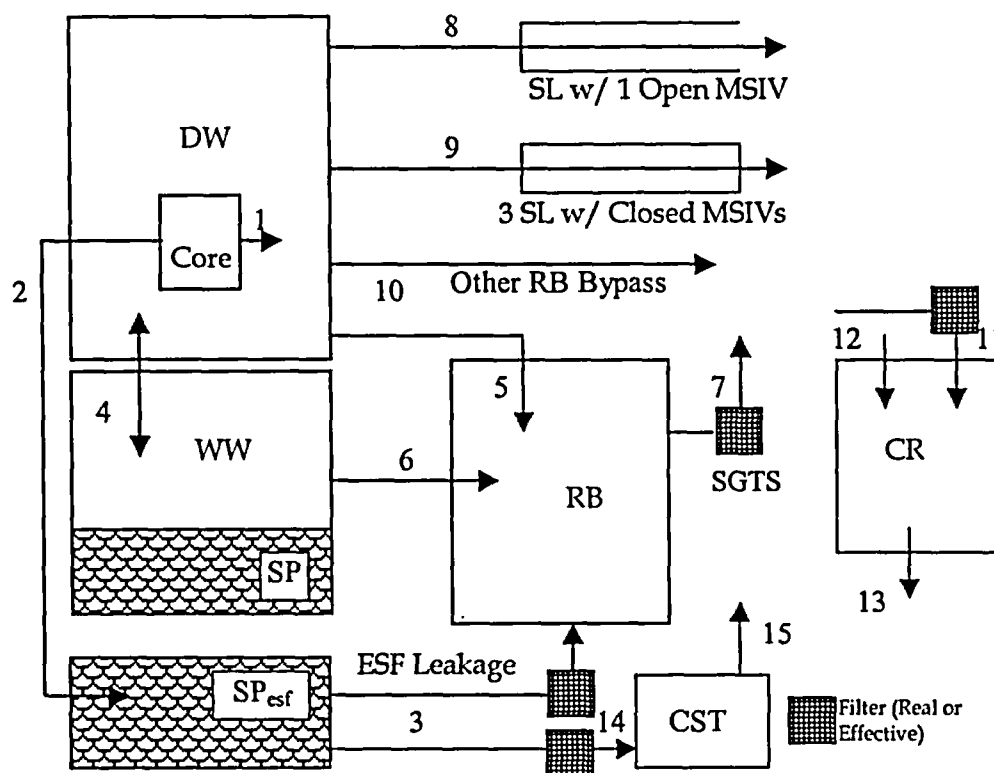 8
SL w/ 1 Open MSIV
DW
9
3 SL w/ Closed MSIVs
1
Core
2
10
Other RB Bypass
12
1
4
5
7
WW
6
RB
SGTS
CR
SP
13
ESF Leakage
15
SPesf
3
14
CST
Filter (Real or
Effective)